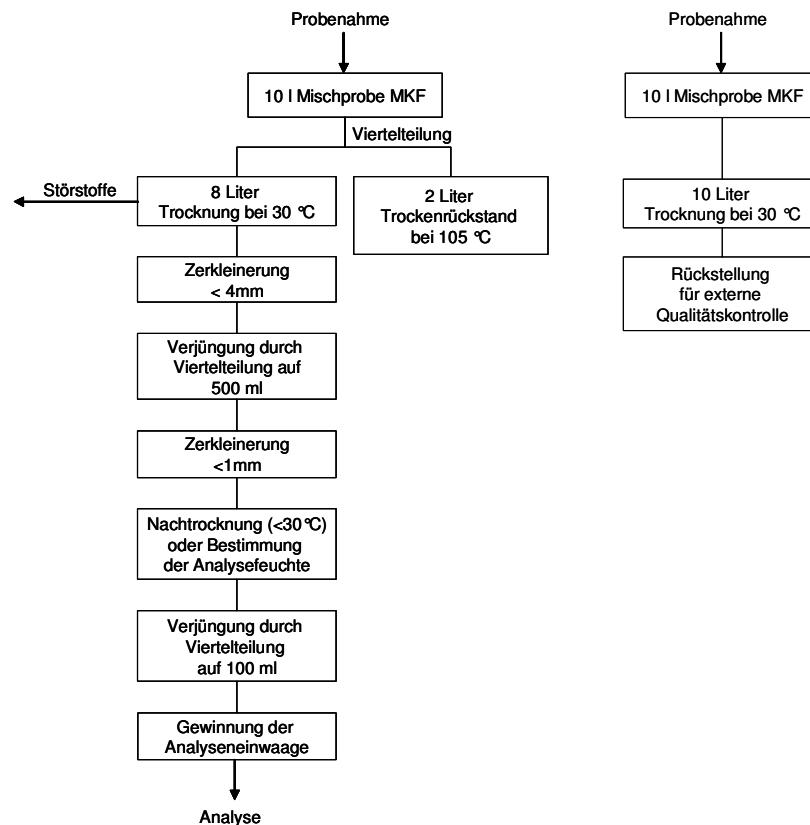 Probenahme
10 l Mischprobe MKF
Viertelteilung
Störstoffe
8 Liter
Trocknung bei 30 °C
2 Liter
Trockenrückstand
bei 105 °C
Zerkleinerung
< 4mm
Verjüngung durch
Viertelteilung auf
500 ml
Zerkleinerung
<1mm
Nachtrocknung (<30°C)
oder Bestimmung
der Analysefeuchte
Verjüngung durch
Viertelteilung
auf 100 ml
Gewinnung der
Analyseneinwaage
Analyse
Probenahme
10 l Mischprobe MKF
10 Liter
Trocknung bei 30 °C
Rückstellung
für externe
Qualitätskontrolle